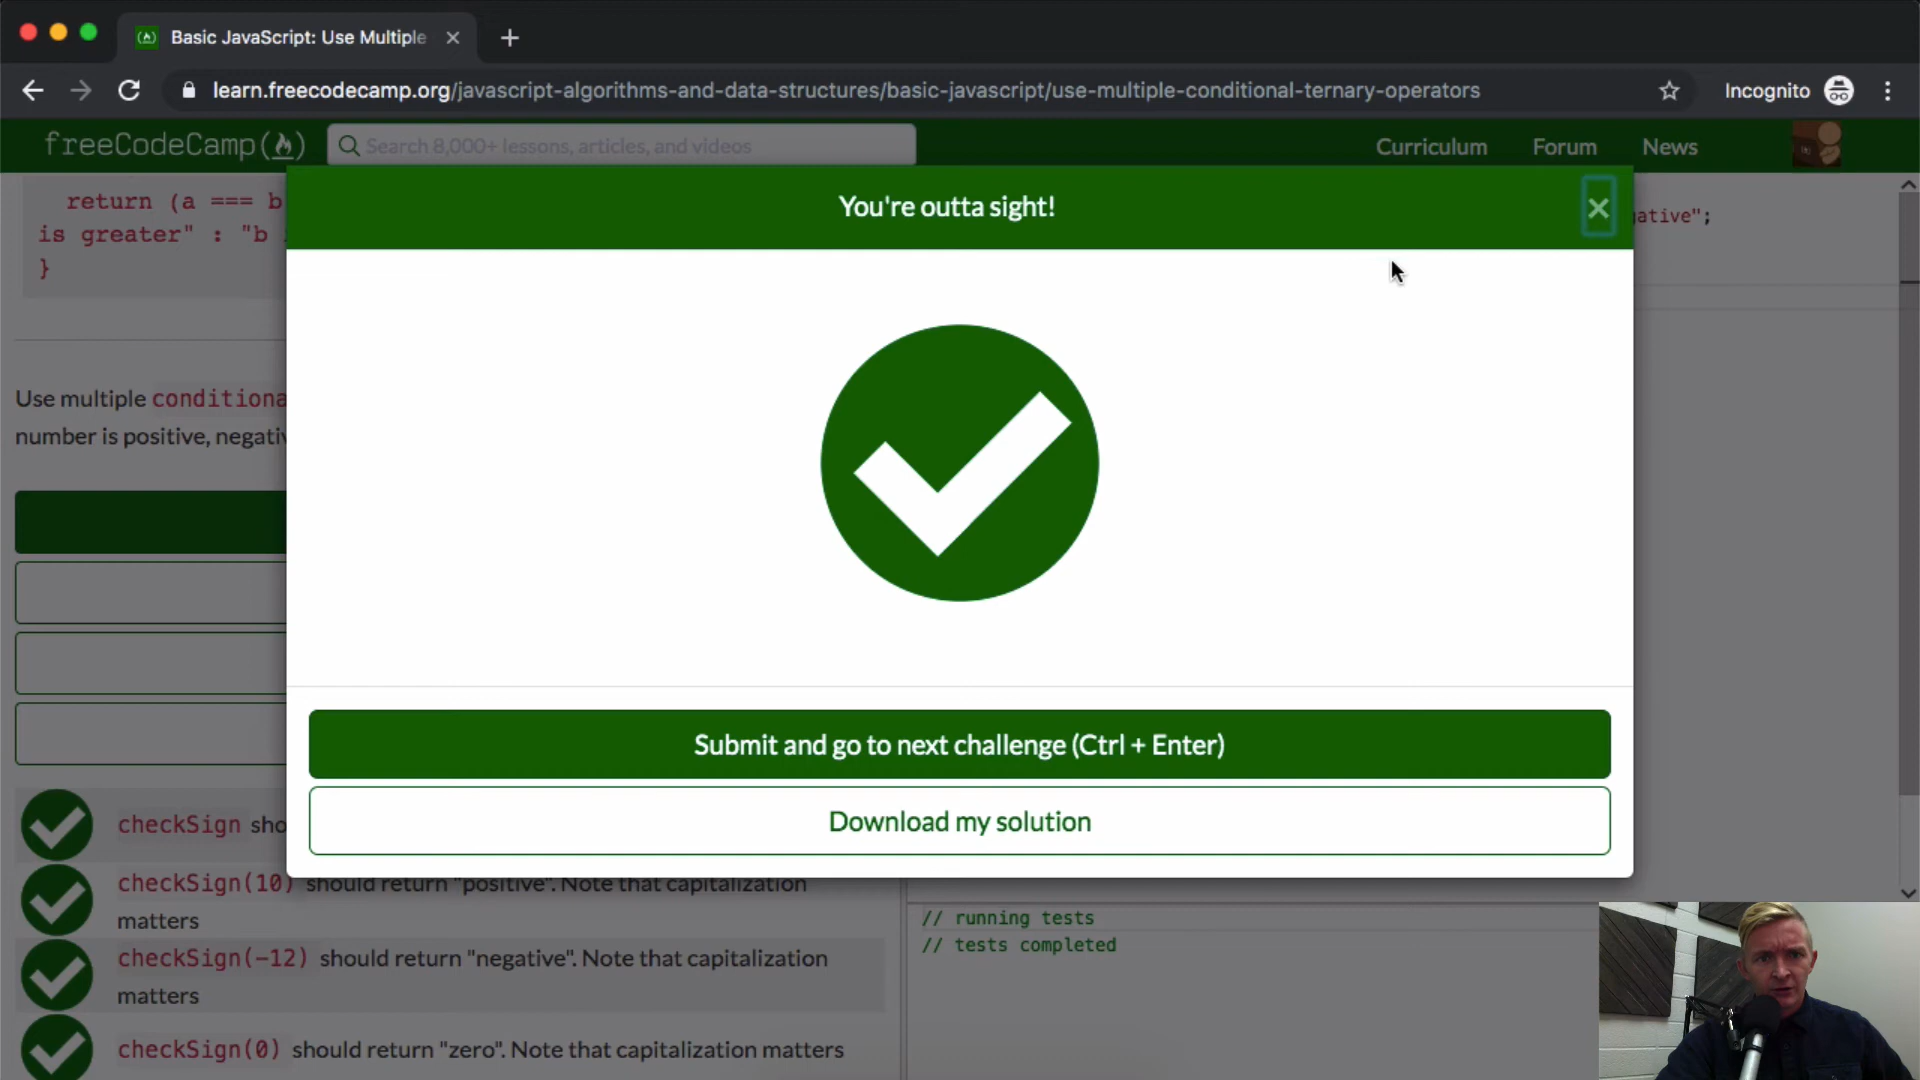 Basic JavaScript: Use Multiple
learn.freecodecamp.org/javascript-algorithms-and-data-structures/basic-javascript/use-multiple-conditional-ternary-operators
Incognito
freeCodeCamp
Search 8,000+ lessons, articles, and videos
Curriculum Forum News
return (a === b
is greater" : "b
}
ative";
You're outta sight!
×
Use multiple conditiona
number is positive, negativ
Submit and go to next challenge (Ctrl + Enter)
Download my solution
checkSign sho
checkSign(10) should return "positive". Note that capitalization
matters
checkSign(-12) should return "negative". Note that capitalization
matters
checkSign(0) should return "zero". Note that capitalization matters
// running tests
// tests completed